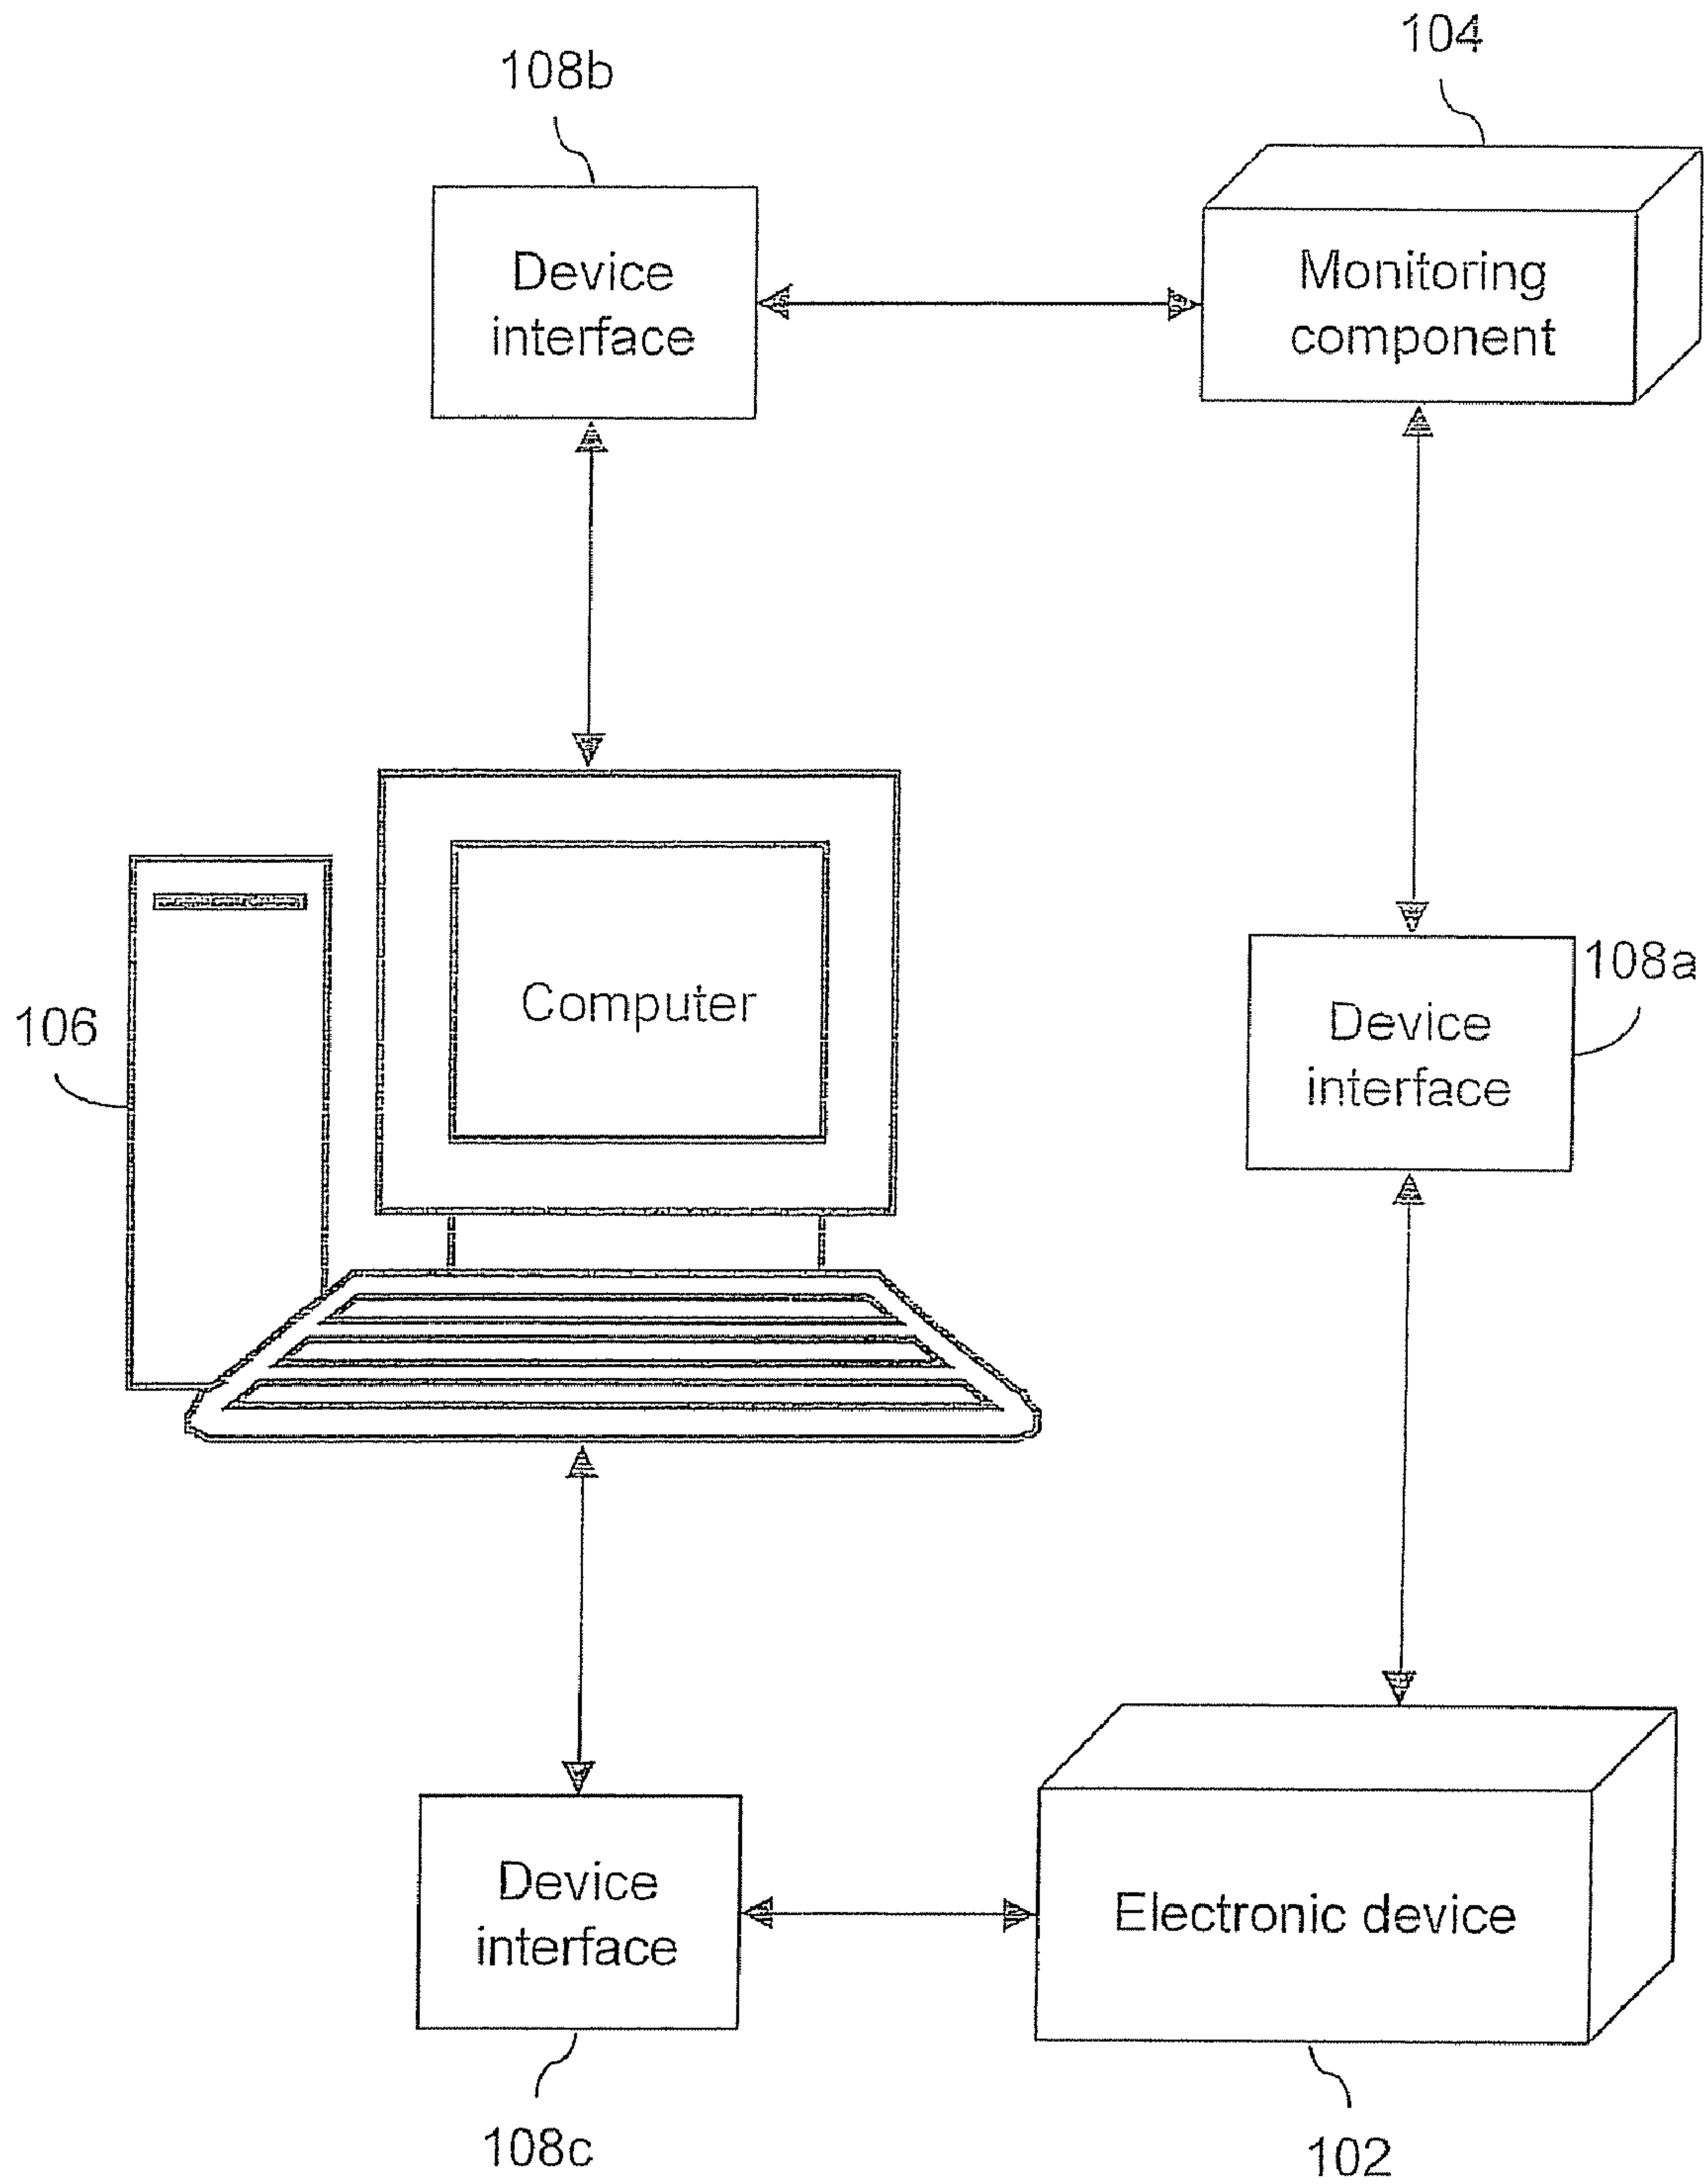 104
108b
Device
interface
Monitoring
component
108a
Computer
106
Device
interface
Device
interface
Electronic device
108c
102